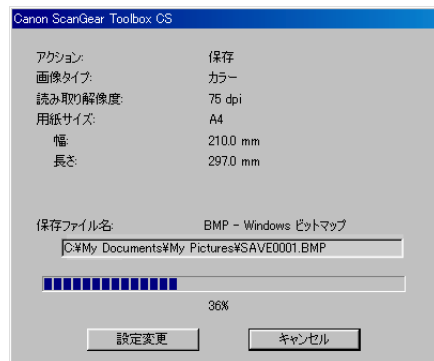 Canon ScanGear Toolbox CS
アクション: 保存
画像タイプ: カラー
読み取り解像度: 75 dpi
用紙サイズ: A4
幅: 210.0 mm
長さ: 297.0 mm
保存ファイル名: BMP - Windows ビットマップ
C:¥My Documents¥My Pictures¥SAVE0001.BMP
36%
設定変更 キャンセル